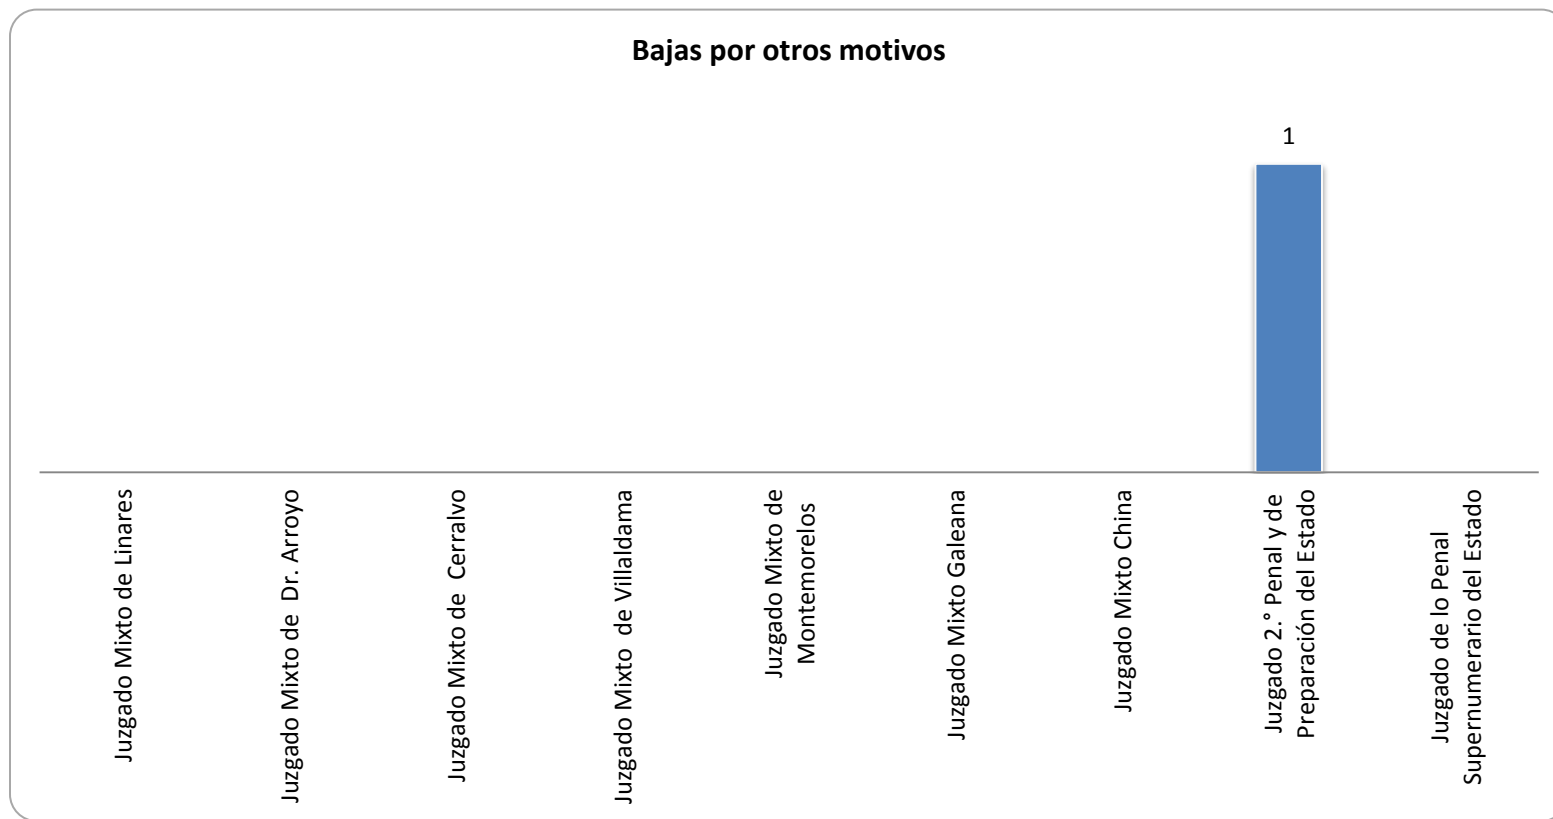 Bajas por otros motivos
1
Juzgado Mixto de Linares
Juzgado Mixto de  Dr. Arroyo
Juzgado Mixto de  Cerralvo
Juzgado Mixto  de Villaldama
Juzgado Mixto de
Montemorelos
Juzgado Mixto Galeana
Juzgado Mixto China
Juzgado 2.° Penal y de
Preparación del Estado
Juzgado de lo Penal
Supernumerario del Estado